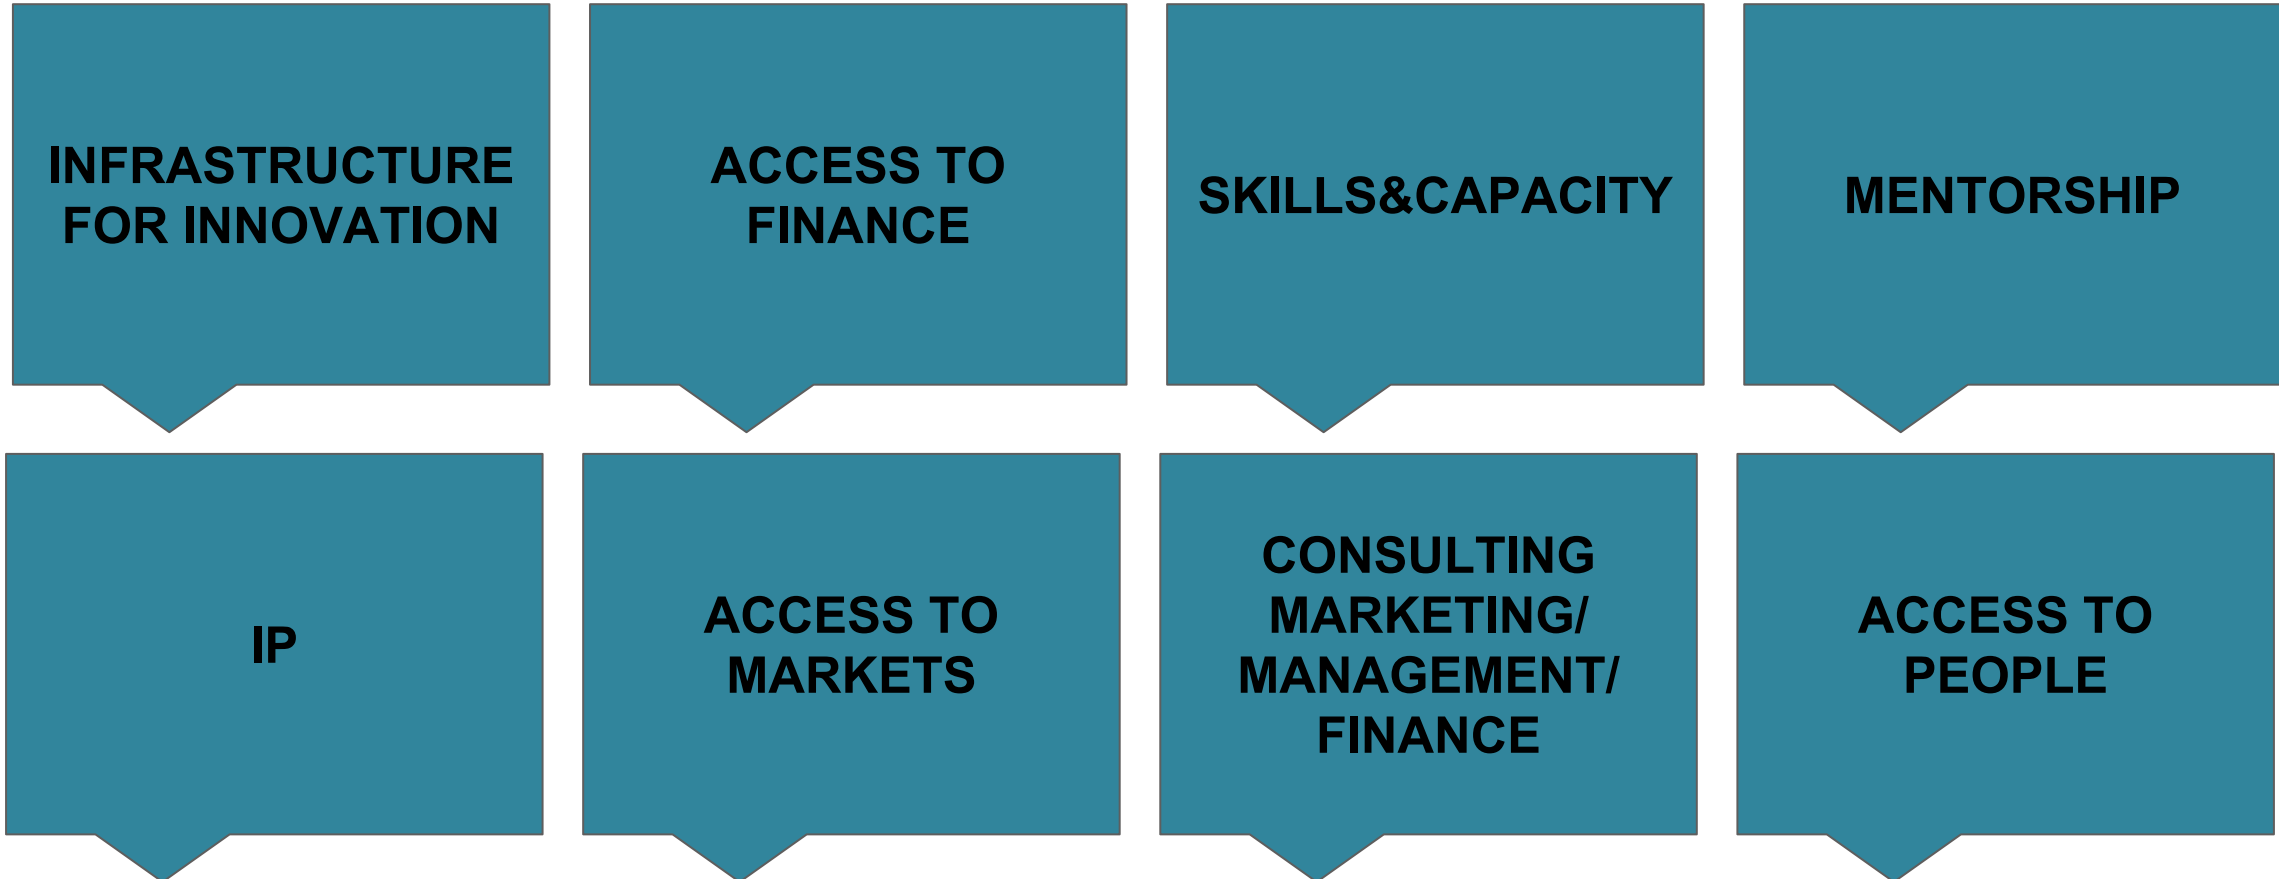 INFRASTRUCTURE
FOR INNOVATION
ACCESS TO
FINANCE
SKILLS&CAPACITY
MENTORSHIP
IP
ACCESS TO
MARKETS
CONSULTING
MARKETING/
MANAGEMENT/
FINANCE
ACCESS TO
PEOPLE